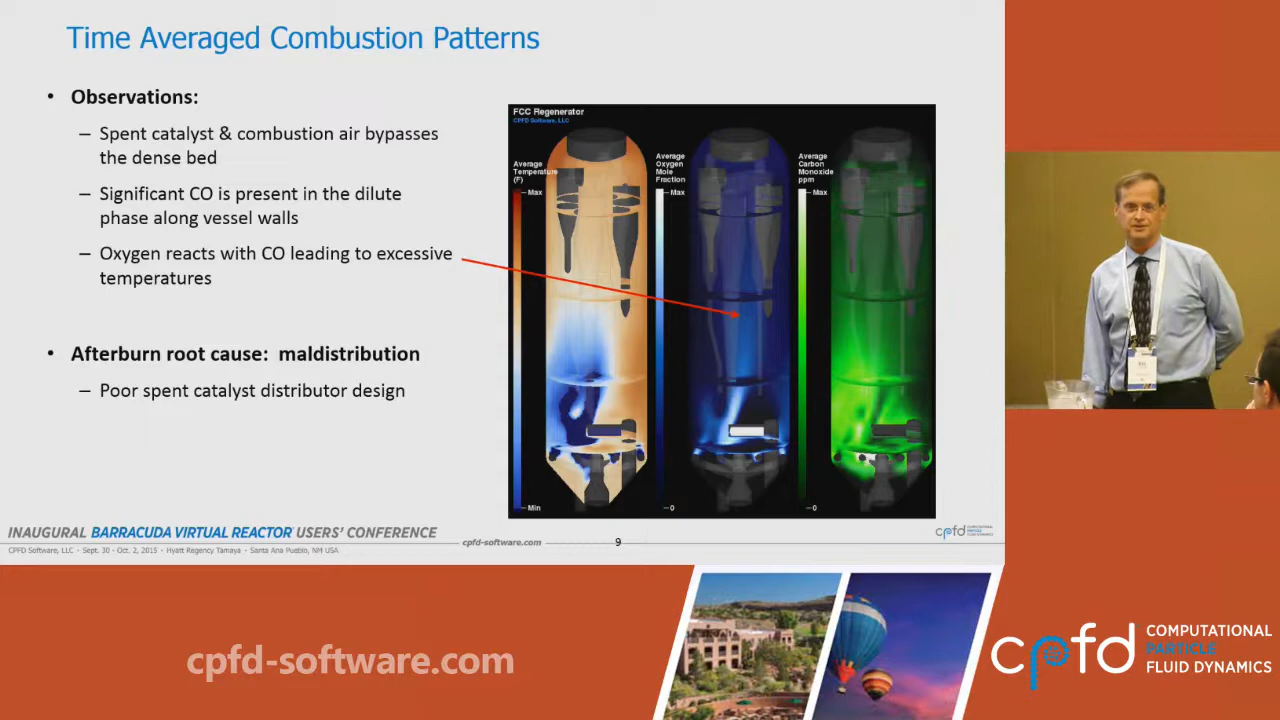 Time Averaged Combustion Patterns
• Observations:
– Spent catalyst & combustion air bypasses
the dense bed
– Significant CO is present in the dilute
phase along vessel walls
– Oxygen reacts with CO leading to excessive
temperatures
• Afterburn root cause: maldistribution
– Poor spent catalyst distributor design
FCC Regenerator
CPFD Software, LLC
Average
Temperature
(F)
Max
Min
Average
Oxygen
Mole
Fraction
Max
0
Average
Carbon
Monoxide
ppm
Max
0
INAUGURAL BARRACUDA VIRTUAL REACTOR USERS' CONFERENCE
CPFD Software, LLC - Sept. 30 - Oct. 2, 2015 - Hyatt Regency Tamaya - Santa Ana Pueblo, NM USA
cpfd-software.com
9
cpfd COMPUTATIONAL
PARTICLE
FLUID DYNAMICS
cpfd-software.com
cpfd
COMPUTATIONAL
PARTICLE
FLUID DYNAMICS